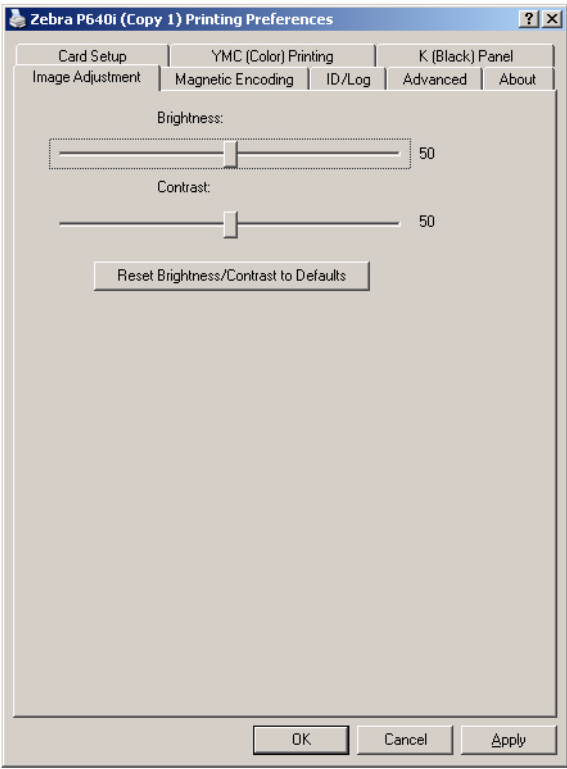 Zebra P640i (Copy 1) Printing Preferences
Card Setup YMC (Color) Printing K (Black) Panel
Image Adjustment Magnetic Encoding ID/Log Advanced About
Brightness:
50
Contrast:
50
Reset Brightness/Contrast to Defaults
OK Cancel Apply